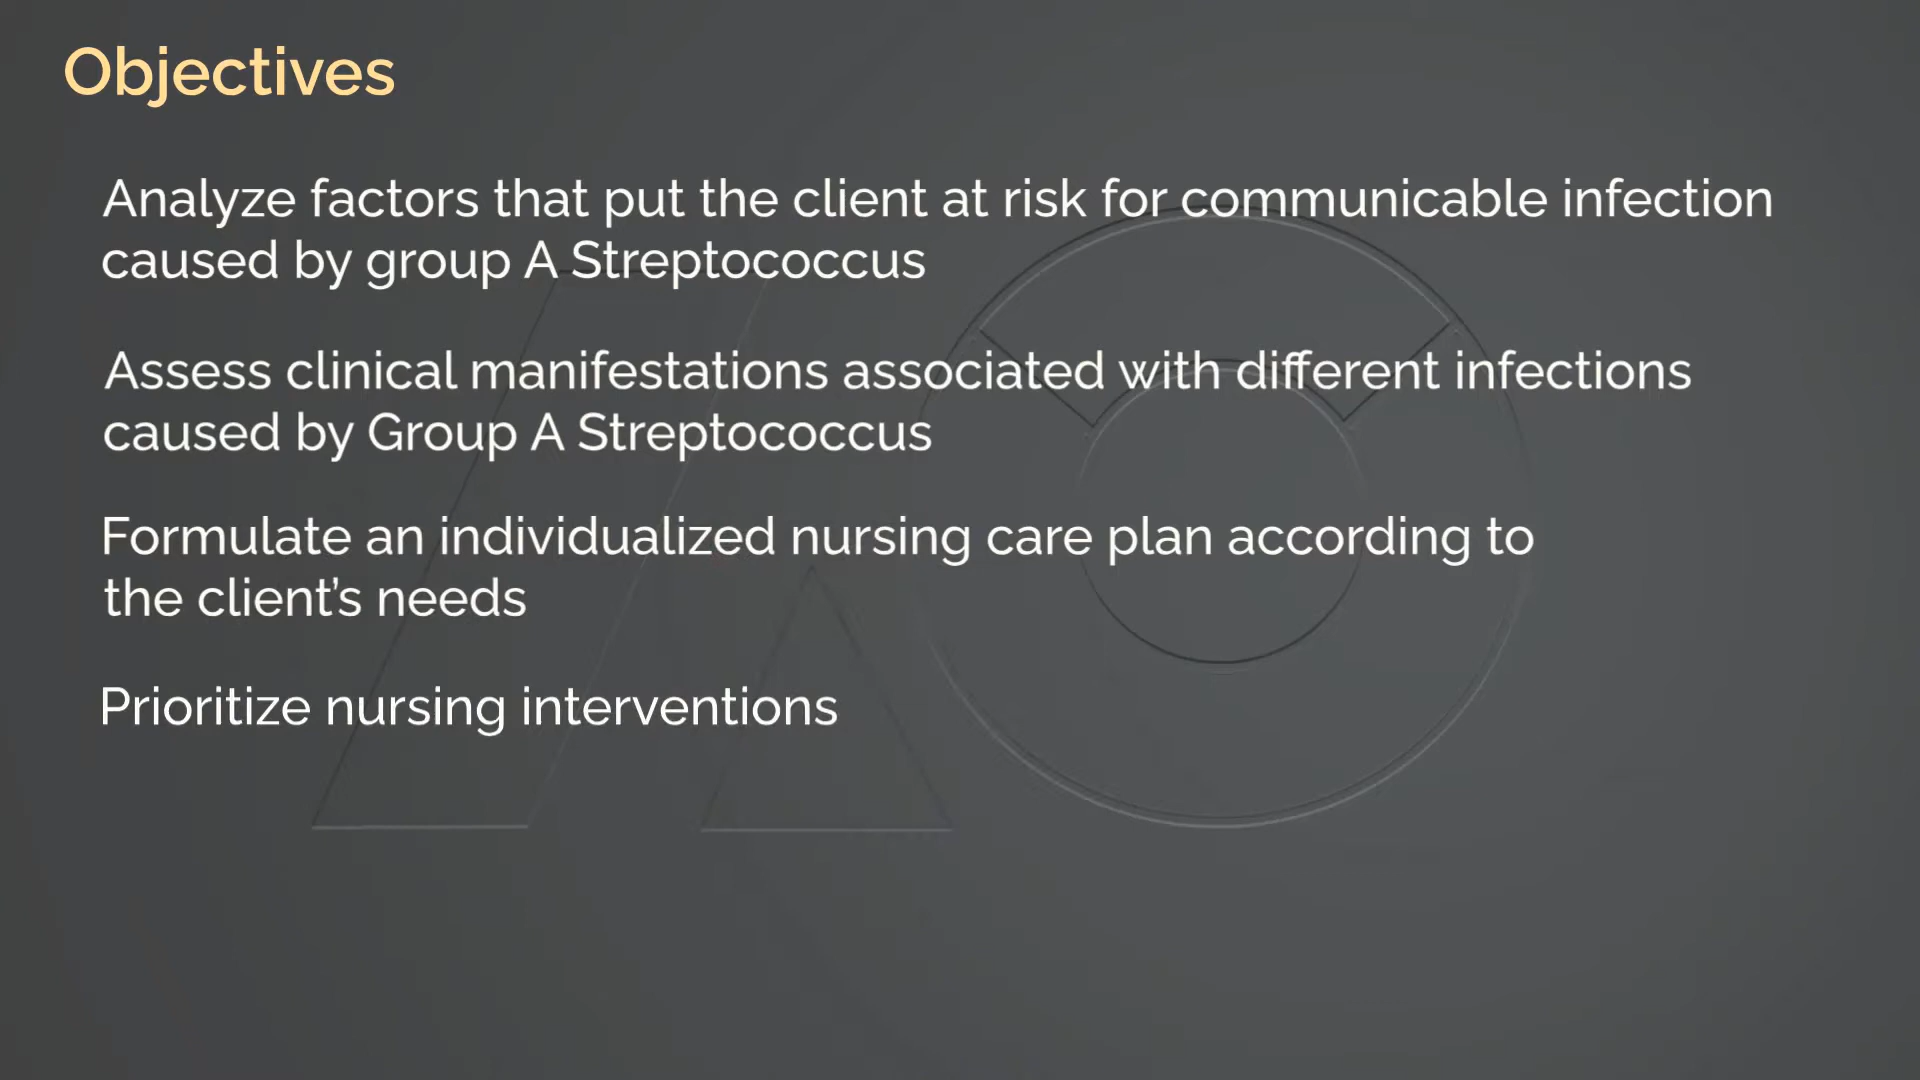 Objectives
Analyze factors that put the client at risk for communicable infection
caused by group A Streptococcus
Assess clinical manifestations associated with different infections
caused by Group A Streptococcus
Formulate an individualized nursing care plan according to
the client’s needs
Prioritize nursing interventions